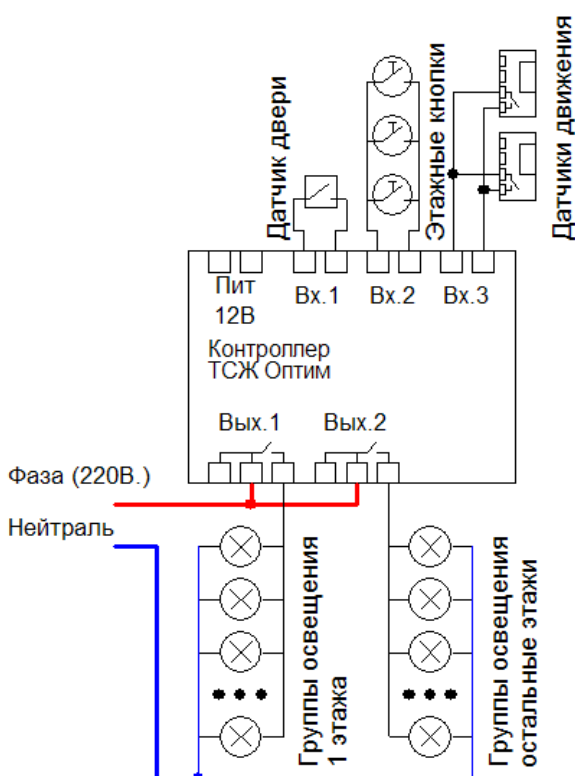 Датчик двери
Этажные кнопки
Датчики движения
Пит
12В
Вх.1
Вх.2
Вх.3
Контроллер
ТСЖ Оптим
Вых.1
Вых.2
Фаза (220В.)
Нейтраль
Группы освещения
1 этажа
Группы освещения
остальные этажи